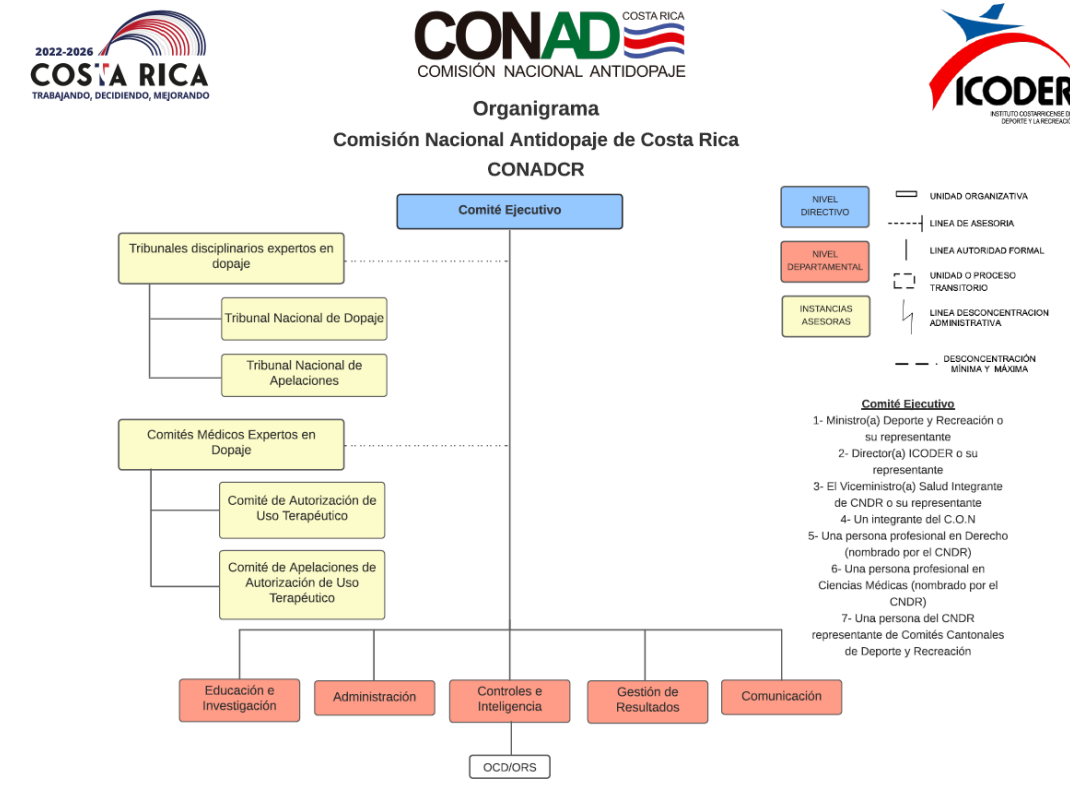 2022-2026
COSTA RICA
TRABAJANDO, DECIDIENDO, MEJORANDO
CONAD
COSTA RICA
COMISIÓN NACIONAL ANTIDOPAJE
ICODER
INSTITUTO COSTARRICENSE DE
DEPORTE Y LA RECREACIÓ
Organigrama
Comisión Nacional Antidopaje de Costa Rica
CONADCR
Comité Ejecutivo
Tribunales disciplinarios expertos en
dopaje
Tribunal Nacional de Dopaje
Tribunal Nacional de
Apelaciones
Comités Médicos Expertos en
Dopaje
Comité de Autorización de
Uso Terapéutico
Comité de Apelaciones de
Autorización de Uso
Terapéutico
Educación e
Investigación
Administración
Controles e
Inteligencia
Gestión de
Resultados
Comunicación
OCD/ORS
NIVEL
DIRECTIVO
NIVEL
DEPARTAMENTAL
INSTANCIAS
ASESORAS
UNIDAD ORGANIZATIVA
LINEA DE ASESORIA
LINEA AUTORIDAD FORMAL
UNIDAD O PROCESO
TRANSITORIO
LINEA DESCONCENTRACION
ADMINISTRATIVA
DESCONCENTRACIÓN
MÍNIMA Y MÁXIMA
Comité Ejecutivo
1- Ministro(a) Deporte y Recreación o
su representante
2- Director(a) ICODER o su
representante
3- El Viceministro(a) Salud Integrante
de CNDR o su representante
4- Un integrante del C.O.N
5- Una persona profesional en Derecho
(nombrado por el CNDR)
6- Una persona profesional en
Ciencias Médicas (nombrado por el
CNDR)
7- Una persona del CNDR
representante de Comités Cantonales
de Deporte y Recreación